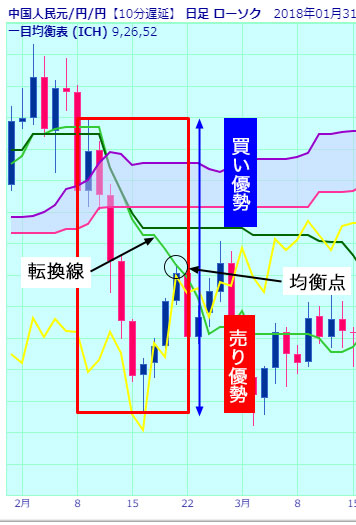 中国人民元/円/円【10分遅延】 日足 ローソク 2018年01月31
一目均衡表 (ICH) 9,26,52
買い優勢
転換線
均衡点
売り優勢
2月 8 15 22 3月 8 15